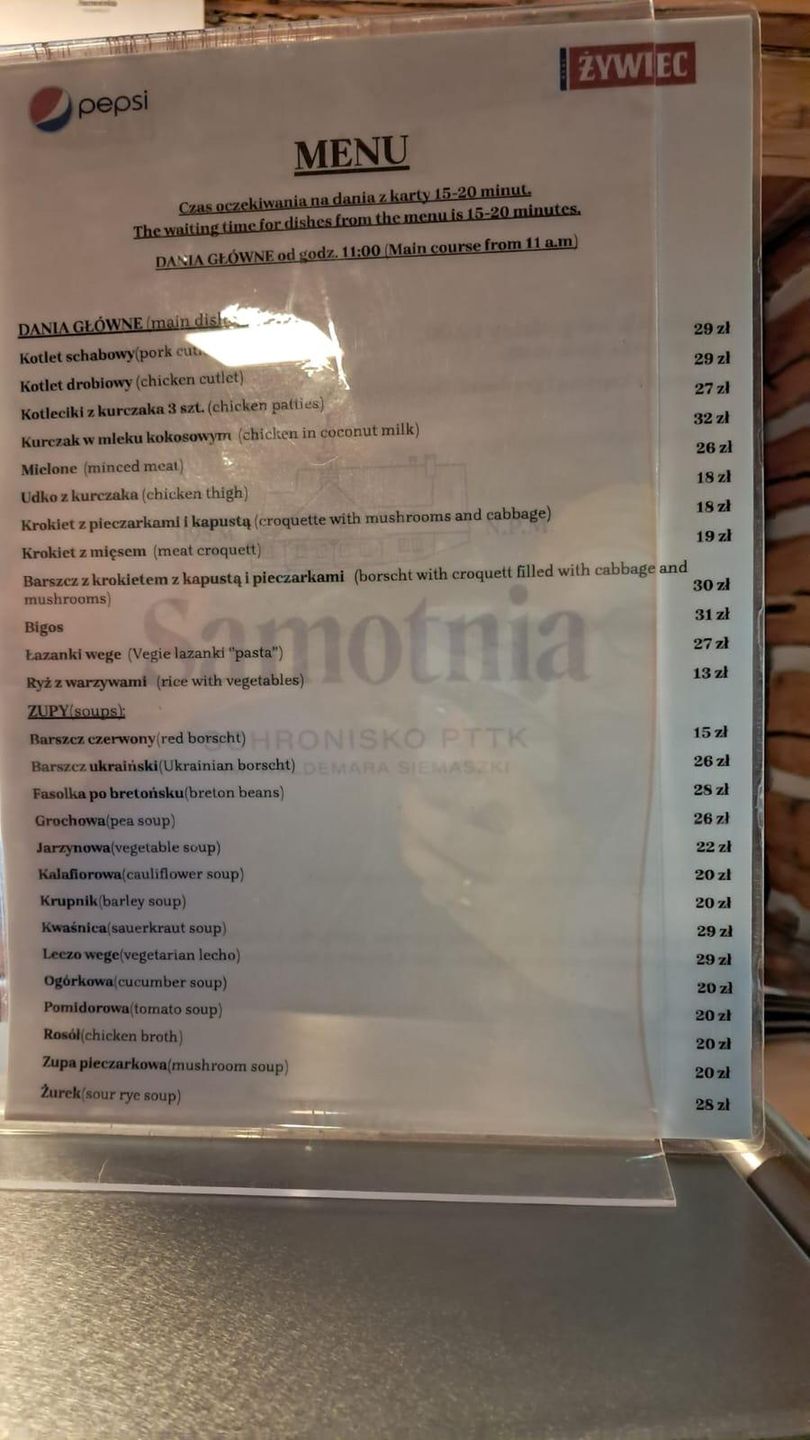 pepsi
ŻYWIEC
MENU
Czas oczekiwania na dania z karty 15-20 minut.
The waiting time for dishes from the menu is 15-20 minutes.
DANIA GŁÓWNE od godz. 11:00 (Main course from 11 a.m)
DANIA GŁÓWNE (main
Kotlet schabowy(pork 29 zł
Kotlet drobiowy (chicken cutlet) 29 zł
Kotleciki z kurczaka 3 szt. (chicken patties) 27 zł
Kurczak w mleku kokosowym (chicken in coconut milk) 32 zł
Mielone (minced meat) 26 zł
Udko z kurczaka (chicken thigh) 18 zł
Krokiet z pieczarkami i kapustą (croquette with mushrooms and cabbage) 18 zł
Krokiet z mięsem (meat croquett) 19 zł
Barszcz z krokietem z kapustą i pieczarkami (borscht with croquett filled with cabbage and
mushrooms) 30 zł
Bigos 31 zł
Łazanki wege (Vegie lazanki "pasta") 27 zł
Ryż z warzywami (rice with vegetables) 13 zł
ZUPY(soups):
Barszcz czerwony(red borscht) 15 zł
Barszcz ukraiński(Ukrainian borscht) 26 zł
Fasolka po bretońsku(breton beans) 28 zł
Grochowa(pea soup) 26 zł
Jarzynowa(vegetable soup) 22 zł
Kalafiorowa(cauliflower soup) 20 zł
Krupnik(barley soup) 20 zł
Kwaśnica(sauerkraut soup) 29 zł
Leczo wege(vegetarian lecho) 29 zł
Ogórkowa(cucumber soup) 20 zł
Pomidorowa(tomato soup) 20 zł
Rosół(chicken broth) 20 zł
Zupa pieczarkowa(mushroom soup) 20 zł
Żurek(sour rye soup) 28 zł
Samotnia
SCHRONISKO PTTK
SIEMASZKI